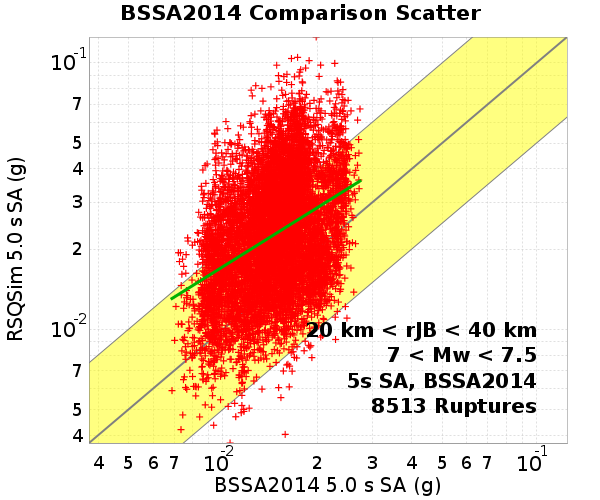 BSSA2014 Comparison Scatter
RSQSim 5.0 s SA (g)
10^-1
7
5
4
3
2
10^-2
7
5
4
20 km < rJB < 40 km
7 < Mw < 7.5
5s SA, BSSA2014
8513 Ruptures
4 5 6 7 10^-2 2 3 4 5 6 7 10^-1
BSSA2014 5.0 s SA (g)